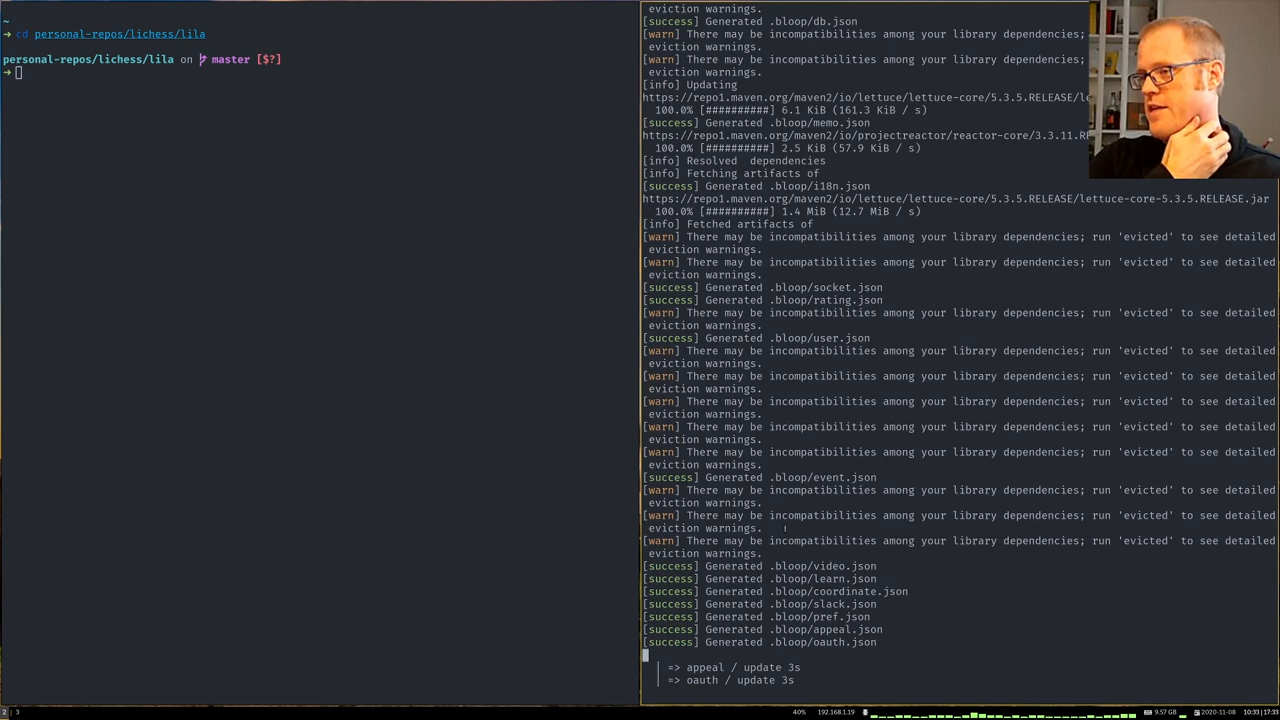 ~
→ cd personal-repos/lichess/lila
personal-repos/lichess/lila on master [$?]
→
eviction warnings.
[success] Generated .bloop/db.json
[warn] There may be incompatibilities among your library dependencies;
eviction warnings.
[warn] There may be incompatibilities among your library dependencies;
eviction warnings.
[info] Updating
https://repo1.maven.org/maven2/io/lettuce/lettuce-core/5.3.5.RELEASE/le
100.0% [##########] 6.1 KiB (161.3 KiB / s)
[success] Generated .bloop/memo.json
https://repo1.maven.org/maven2/io/projectreactor/reactor-core/3.3.11.RE
100.0% [##########] 2.5 KiB (57.9 KiB / s)
[info] Resolved  dependencies
[info] Fetching artifacts of
[success] Generated .bloop/i18n.json
https://repo1.maven.org/maven2/io/lettuce/lettuce-core/5.3.5.RELEASE/lettuce-core-5.3.5.RELEASE.jar
100.0% [##########] 1.4 MiB (12.7 MiB / s)
[info] Fetched artifacts of
[warn] There may be incompatibilities among your library dependencies; run 'evicted' to see detailed
eviction warnings.
[warn] There may be incompatibilities among your library dependencies; run 'evicted' to see detailed
eviction warnings.
[success] Generated .bloop/socket.json
[success] Generated .bloop/rating.json
[warn] There may be incompatibilities among your library dependencies; run 'evicted' to see detailed
eviction warnings.
[success] Generated .bloop/user.json
[warn] There may be incompatibilities among your library dependencies; run 'evicted' to see detailed
eviction warnings.
[warn] There may be incompatibilities among your library dependencies; run 'evicted' to see detailed
eviction warnings.
[warn] There may be incompatibilities among your library dependencies; run 'evicted' to see detailed
eviction warnings.
[warn] There may be incompatibilities among your library dependencies; run 'evicted' to see detailed
eviction warnings.
[warn] There may be incompatibilities among your library dependencies; run 'evicted' to see detailed
eviction warnings.
[success] Generated .bloop/event.json
[warn] There may be incompatibilities among your library dependencies; run 'evicted' to see detailed
eviction warnings.
[warn] There may be incompatibilities among your library dependencies; run 'evicted' to see detailed
eviction warnings.
[warn] There may be incompatibilities among your library dependencies; run 'evicted' to see detailed
eviction warnings.
[success] Generated .bloop/video.json
[success] Generated .bloop/learn.json
[success] Generated .bloop/coordinate.json
[success] Generated .bloop/slack.json
[success] Generated .bloop/pref.json
[success] Generated .bloop/appeal.json
[success] Generated .bloop/oauth.json
| => appeal / update 3s
| => oauth / update 3s
2 | 3
40% 192.168.1.19 9.57 GB 2020-11-08 10:33|17:33